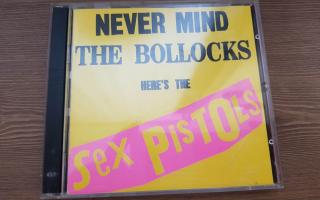 NEVER MIND
THE BOLLOCKS
HERE'S THE
Sex PisTOLs